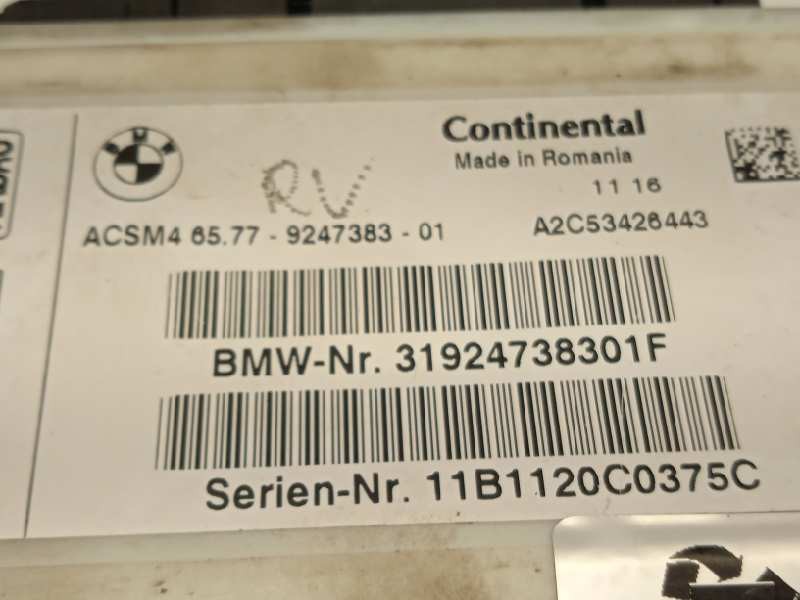 BMW
Continental
Made in Romania
11 16
RV
ACSM4 65.77 - 9247383 - 01
A2C53426443
BMW-Nr. 31924738301F
Serien-Nr. 11B1120C0375C